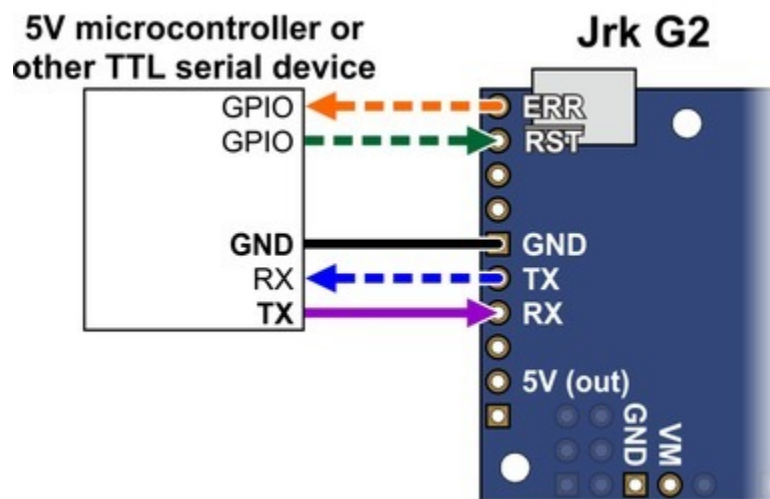 5V microcontroller or
other TTL serial device
Jrk G2
GPIO
ERR
GPIO
RST
GND
GND
RX
TX
TX
RX
5V (out)
GND
VM